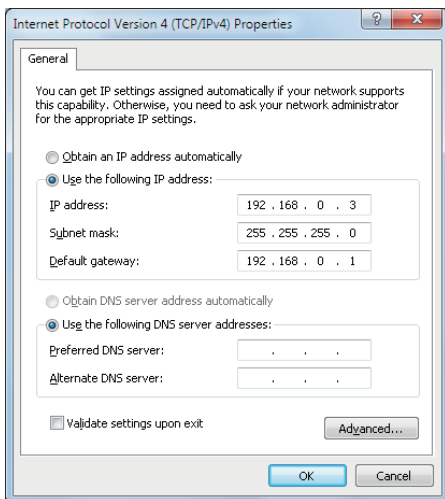 Internet Protocol Version 4 (TCP/IPv4) Properties
General
You can get IP settings assigned automatically if your network supports
this capability. Otherwise, you need to ask your network administrator
for the appropriate IP settings.
Obtain an IP address automatically
Use the following IP address:
IP address: 192 . 168 . 0 . 3
Subnet mask: 255 . 255 . 255 . 0
Default gateway: 192 . 168 . 0 . 1
Obtain DNS server address automatically
Use the following DNS server addresses:
Preferred DNS server: . . .
Alternate DNS server: . . .
Validate settings upon exit
Advanced...
OK Cancel